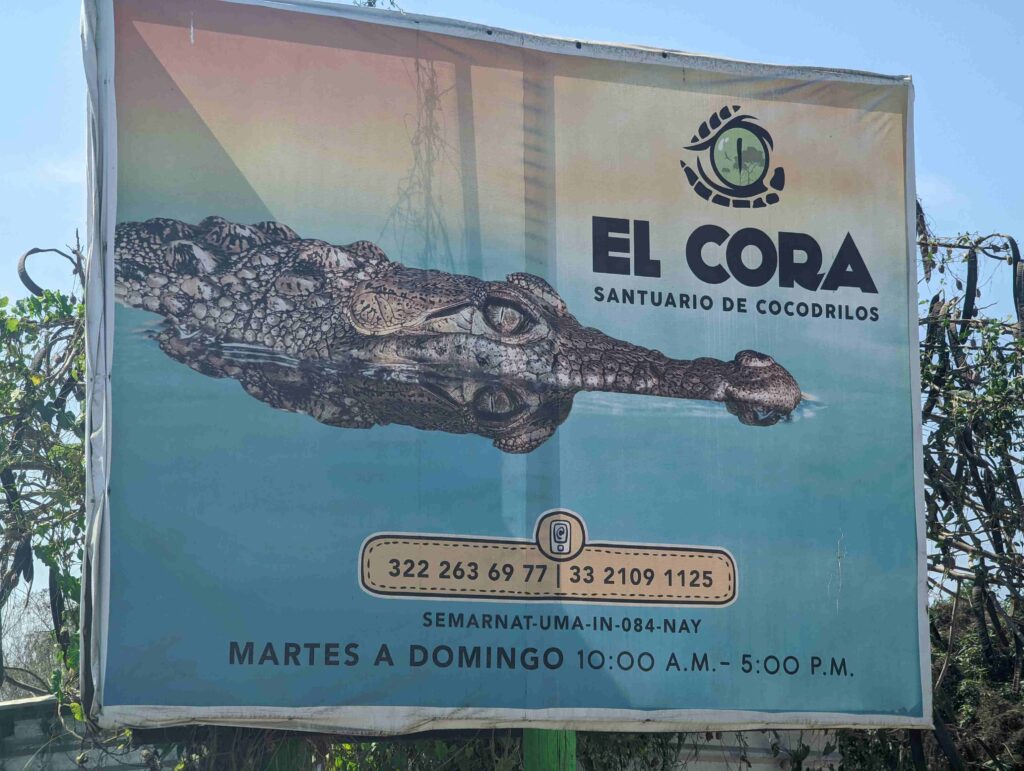 EL CORA
SANTUARIO DE COCODRILOS
322 263 69 77 | 33 2109 1125
SEMARNAT-UMA-IN-084-NAY
MARTES A DOMINGO 10:00 A.M.- 5:00 P.M.